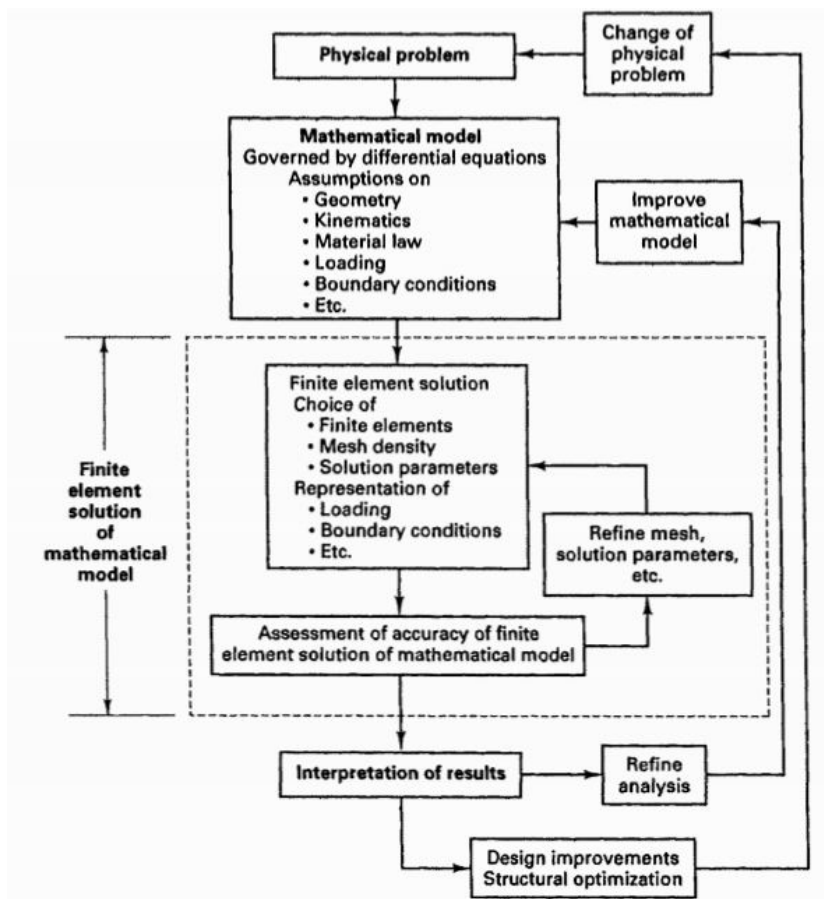 Physical problem
Change of
physical
problem
Mathematical model
Governed by differential equations
Assumptions on
• Geometry
• Kinematics
• Material law
• Loading
• Boundary conditions
• Etc.
Improve
mathematical
model
Finite
element
solution
of
mathematical
model
Finite element solution
Choice of
• Finite elements
• Mesh density
• Solution parameters
Representation of
• Loading
• Boundary conditions
• Etc.
Refine mesh,
solution parameters,
etc.
Assessment of accuracy of finite
element solution of mathematical model
Interpretation of results
Refine
analysis
Design improvements
Structural optimization